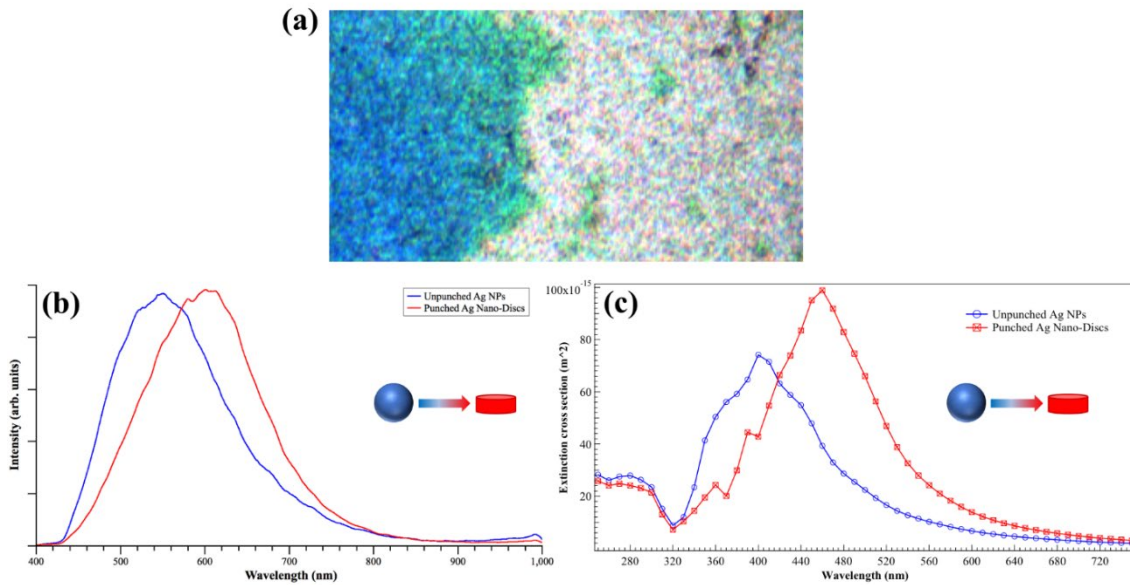 (a)
(b)
Unpunched Ag NPs
Punched Ag Nano-Discs
Intensity (arb. units)
400
500
600
700
800
900
1,000
Wavelength (nm)
(c)
100x10^-15
80
60
40
20
Unpunched Ag NPs
Punched Ag Nano-Discs
Extinction cross section (m^2)
280
320
360
400
440
480
520
560
600
640
680
720
Wavelength (nm)